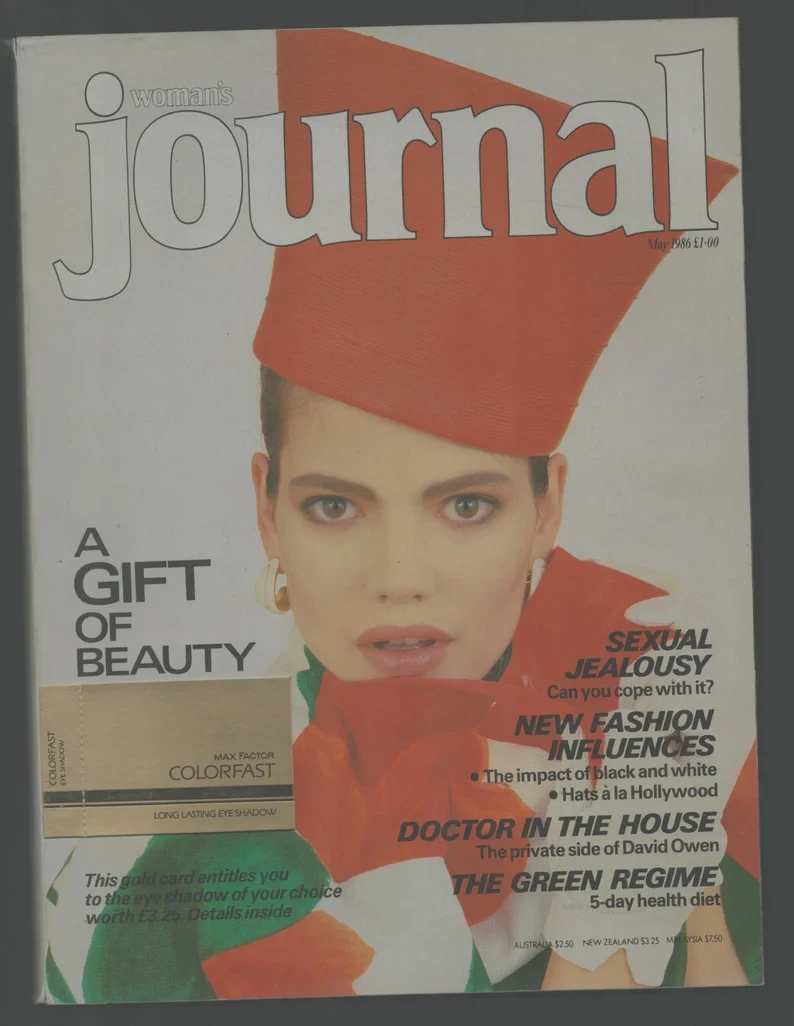 woman's
journal
May 1986 £1·00
A
GIFT
OF
BEAUTY
COLORFAST
EYE SHADOW
MAX FACTOR
COLORFAST
LONG LASTING EYE SHADOW
This gold card entitles you
to the eye shadow of your choice
worth £3.25. Details inside
SEXUAL
JEALOUSY
Can you cope with it?
NEW FASHION
INFLUENCES
• The impact of black and white
• Hats à la Hollywood
DOCTOR IN THE HOUSE
The private side of David Owen
THE GREEN REGIME
5-day health diet
AUSTRALIA $2.50 NEW ZEALAND $3.25 MALAYSIA $7.50